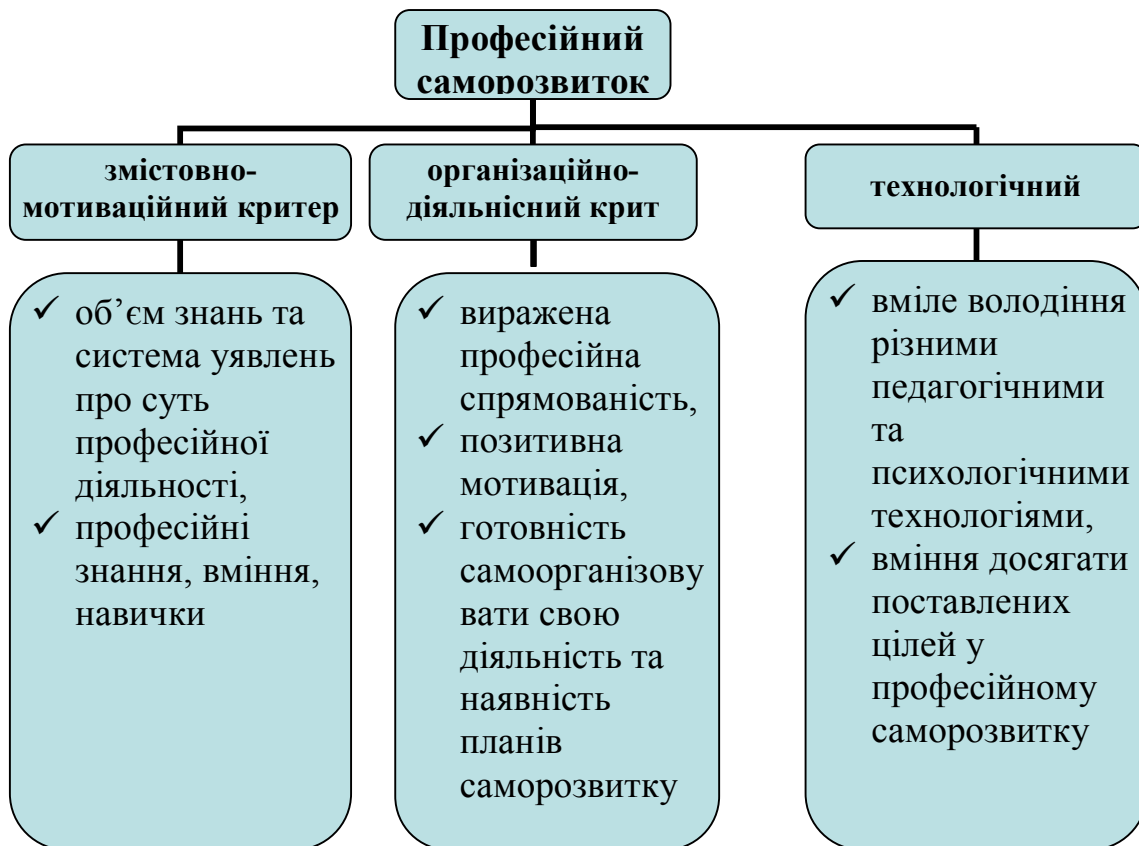 Професійний
саморозвиток
змістовно-
мотиваційний критер
організаційно-
діяльнісний крит
технологічний
✓ об’єм знань та
система уявлень
про суть
професійної
діяльності,
✓ професійні
знання, вміння,
навички
✓ виражена
професійна
спрямованість,
✓ позитивна
мотивація,
✓ готовність
самоорганізову
вати свою
діяльність та
наявність
планів
саморозвитку
✓ вміле володіння
різними
педагогічними
та
психологічними
технологіями,
✓ вміння досягати
поставлених
цілей у
професійному
саморозвитку